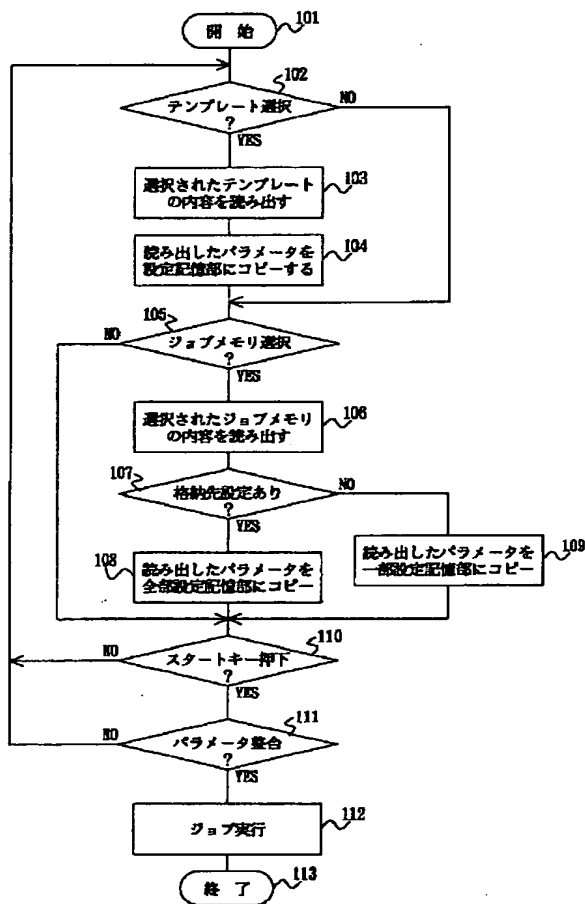 開 始
101
102
テンプレート選択
?
NO
YES
選択されたテンプレート
の内容を読み出す
103
読み出したパラメータを
設定記憶部にコピーする
104
105
NO
ジョブメモリ選択
?
YES
選択されたジョブメモリ
の内容を読み出す
106
107
格納先設定あり
?
NO
YES
108
読み出したパラメータを
全部設定記憶部にコピー
読み出したパラメータを
一部設定記憶部にコピー
109
110
NO
スタートキー押下
?
YES
111
NO
パラメータ整合
?
YES
ジョブ実行
112
終 了
113